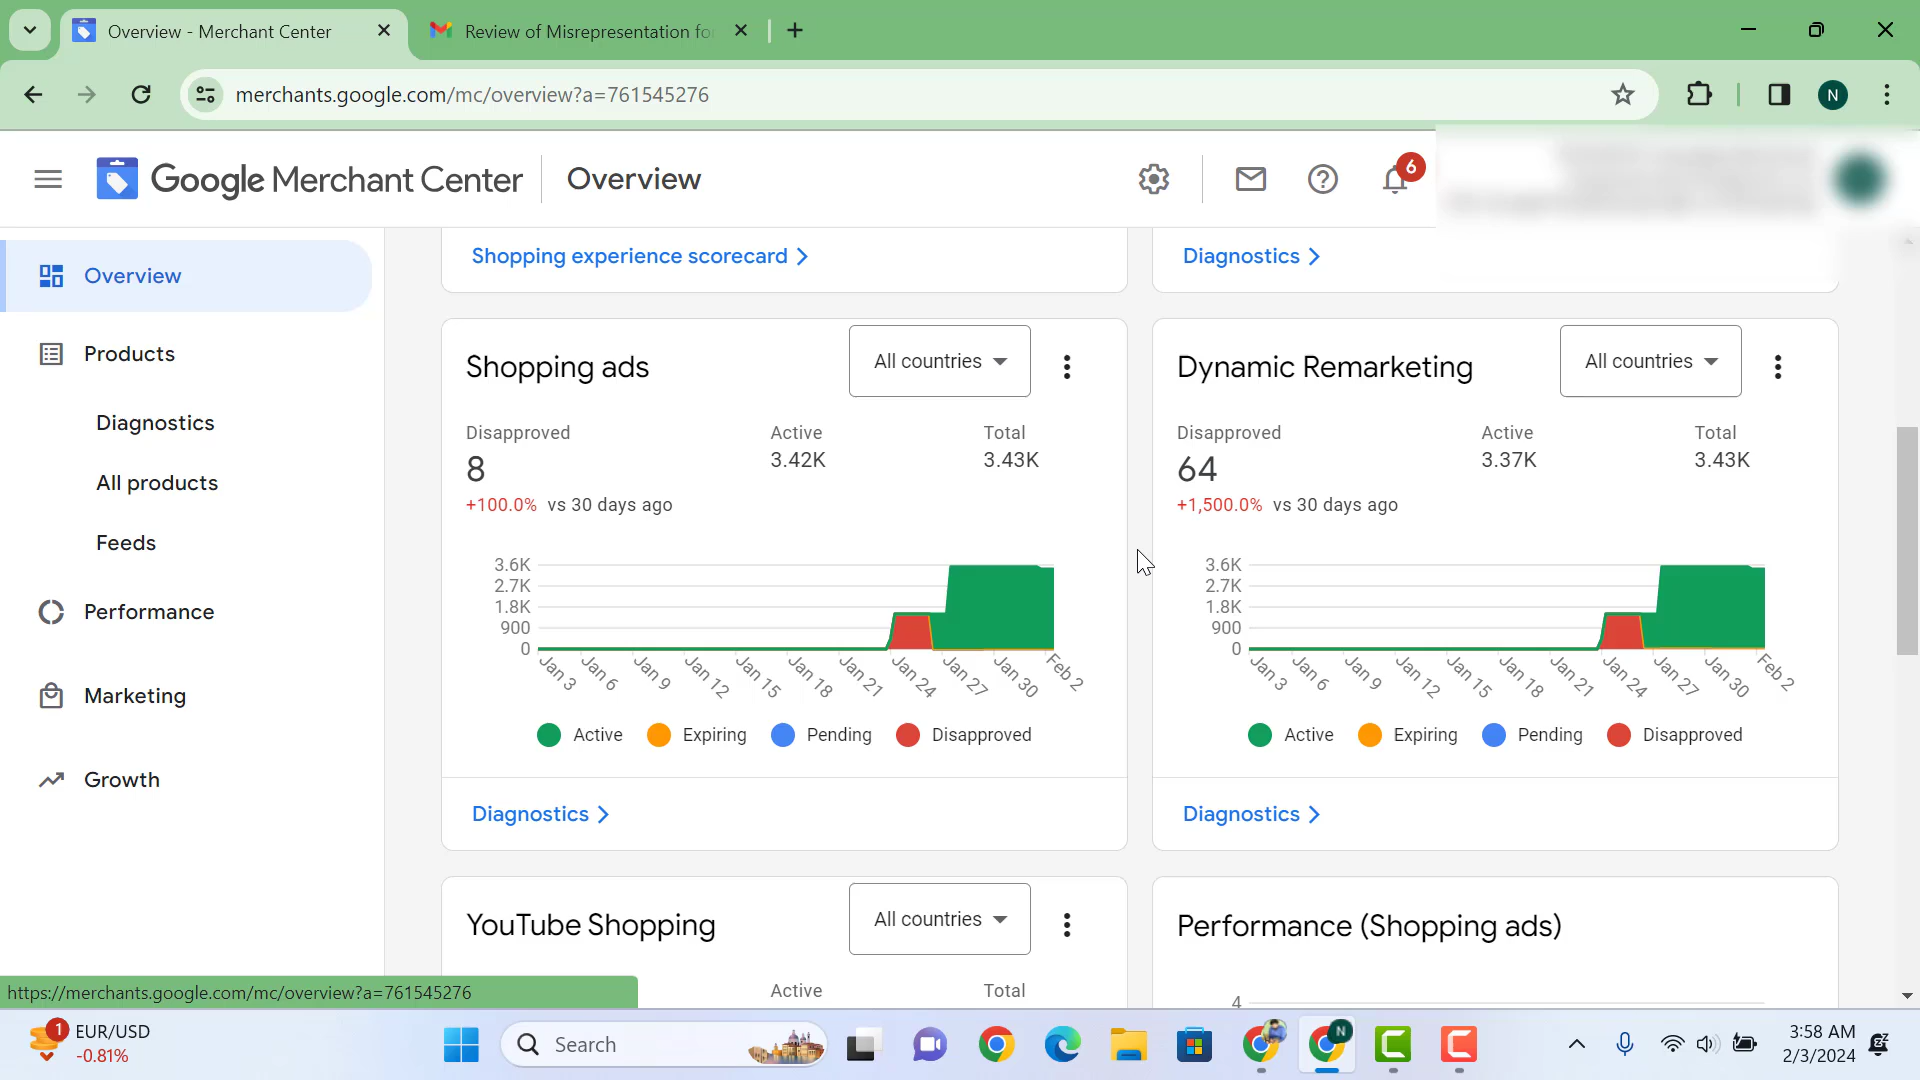 Overview - Merchant Center
Review of Misrepresentation fo
merchants.google.com/mc/overview?a=761545276
N
Google Merchant Center
Overview
6
Overview
Products
Diagnostics
All products
Feeds
Performance
Marketing
Growth
Shopping experience scorecard
Diagnostics
Shopping ads
All countries
Disapproved
Active
Total
8
3.42K
3.43K
+100.0% vs 30 days ago
3.6K
2.7K
1.8K
900
0
Jan 3
Jan 6
Jan 9
Jan 12
Jan 15
Jan 18
Jan 21
Jan 24
Jan 27
Jan 30
Feb 2
Active
Expiring
Pending
Disapproved
Diagnostics
Dynamic Remarketing
All countries
Disapproved
Active
Total
64
3.37K
3.43K
+1,500.0% vs 30 days ago
3.6K
2.7K
1.8K
900
0
Jan 3
Jan 6
Jan 9
Jan 12
Jan 15
Jan 18
Jan 21
Jan 24
Jan 27
Jan 30
Feb 2
Active
Expiring
Pending
Disapproved
Diagnostics
YouTube Shopping
All countries
Active
Total
Performance (Shopping ads)
4
https://merchants.google.com/mc/overview?a=761545276
1
EUR/USD
-0.81%
Search
N
3:58 AM
2/3/2024